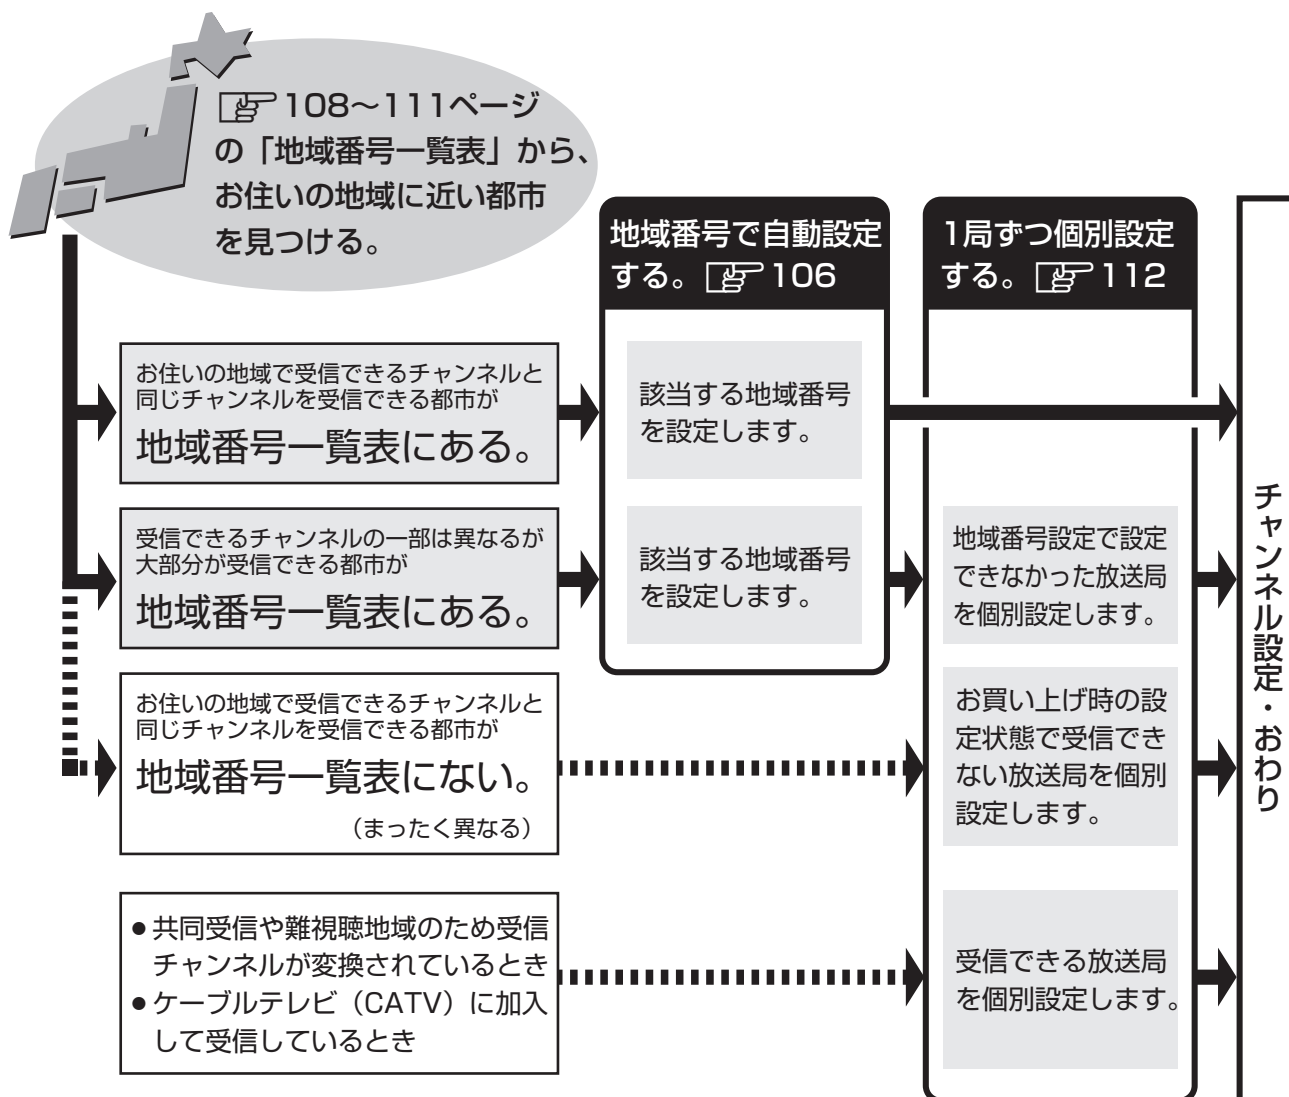 108〜111ページ
の「地域番号一覧表」から、
お住いの地域に近い都市
を見つける。
地域番号で自動設定
する。 106
1局ずつ個別設定
する。 112
お住いの地域で受信できるチャンネルと
同じチャンネルを受信できる都市が
地域番号一覧表にある。
該当する地域番号
を設定します。
受信できるチャンネルの一部は異なるが
大部分が受信できる都市が
地域番号一覧表にある。
該当する地域番号
を設定します。
地域番号設定で設定
できなかった放送局
を個別設定します。
お住いの地域で受信できるチャンネルと
同じチャンネルを受信できる都市が
地域番号一覧表にない。
（まったく異なる）
お買い上げ時の設
定状態で受信でき
ない放送局を個別
設定します。
●共同受信や難視聴地域のため受信
チャンネルが変換されているとき
●ケーブルテレビ（CATV）に加入
して受信しているとき
受信できる放送局
を個別設定します。
チャンネル設定・おわり